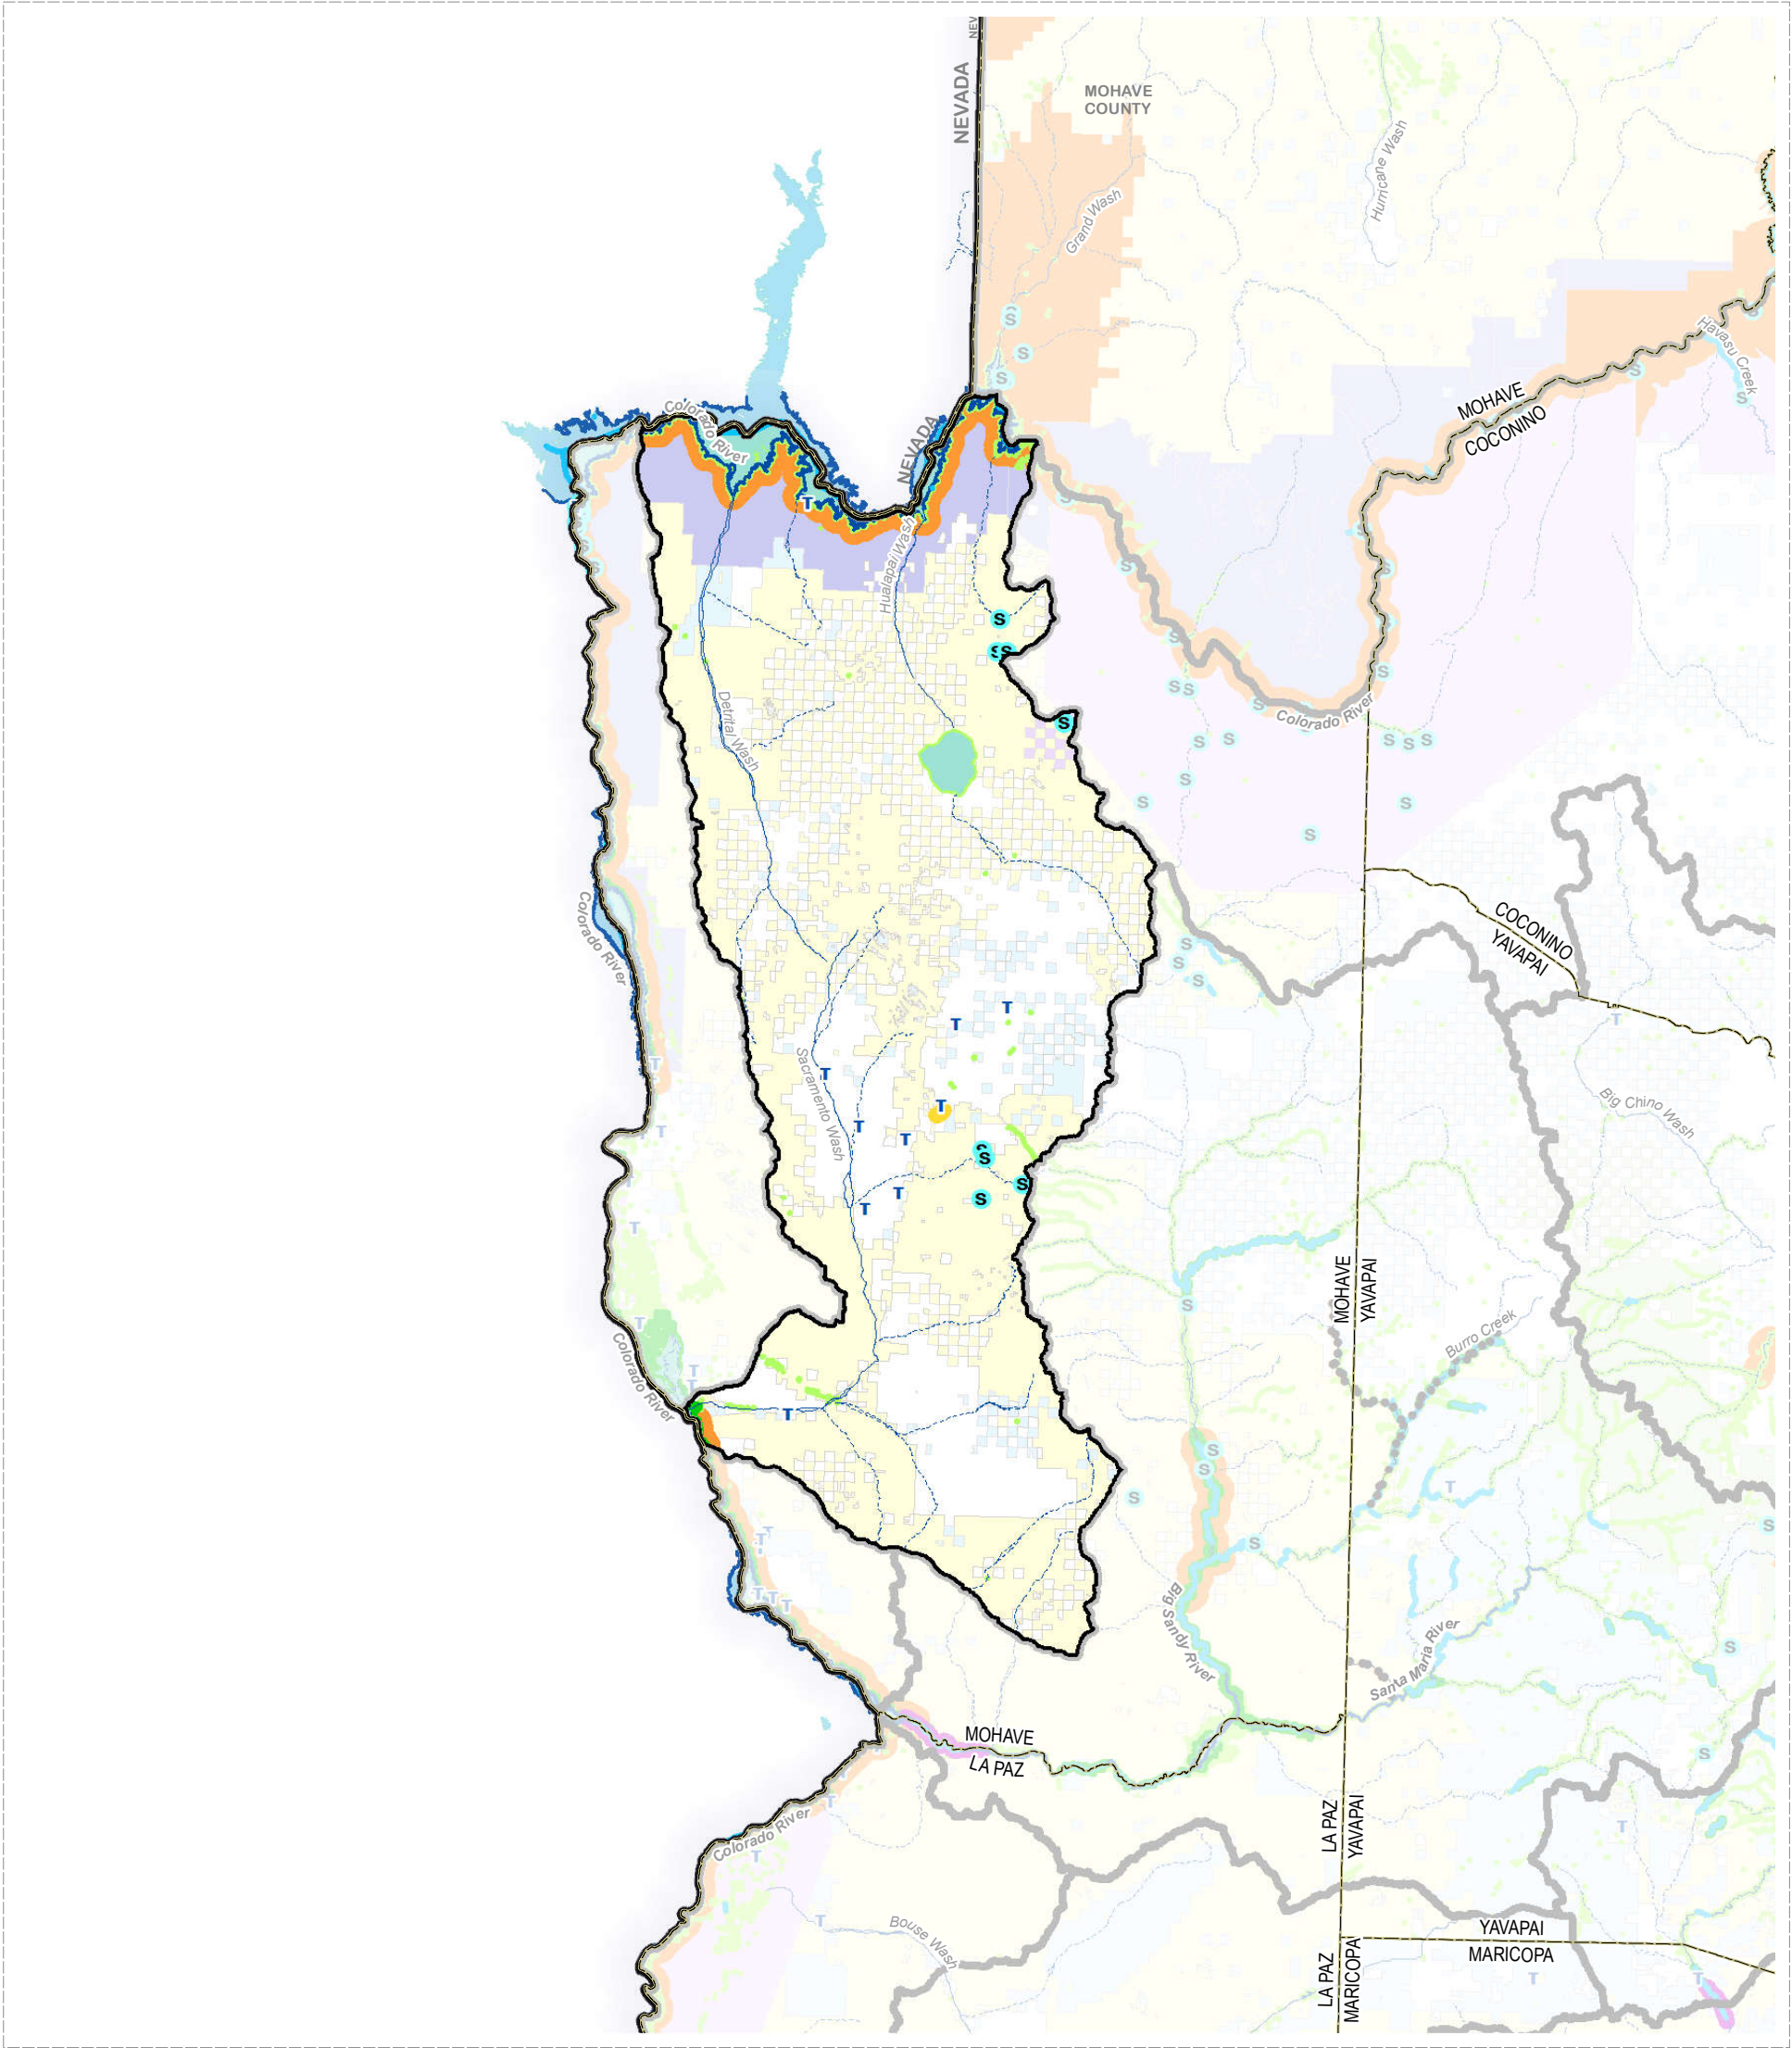 NEV
NEVADA
MOHAVE
COUNTY
Hurricane Wash
Grand Wash
Havasu Creek
MOHAVE
COCONINO
Colorado River
NEVADA
Hualapai Wash
Detrital Wash
Colorado River
COCONINO
YAVAPAI
Colorado River
Sacramento Wash
Big Chino Wash
MOHAVE
YAVAPAI
Burro Creek
Colorado River
Big Sandy River
Santa Maria River
MOHAVE
LA PAZ
LA PAZ
YAVAPAI
Colorado River
Bouse Wash
YAVAPAI
MARICOPA
LA PAZ
MARICOPA
S
S
S
S
S
S
S
S
S
T
T
T
T
T
T
T
T
T
T